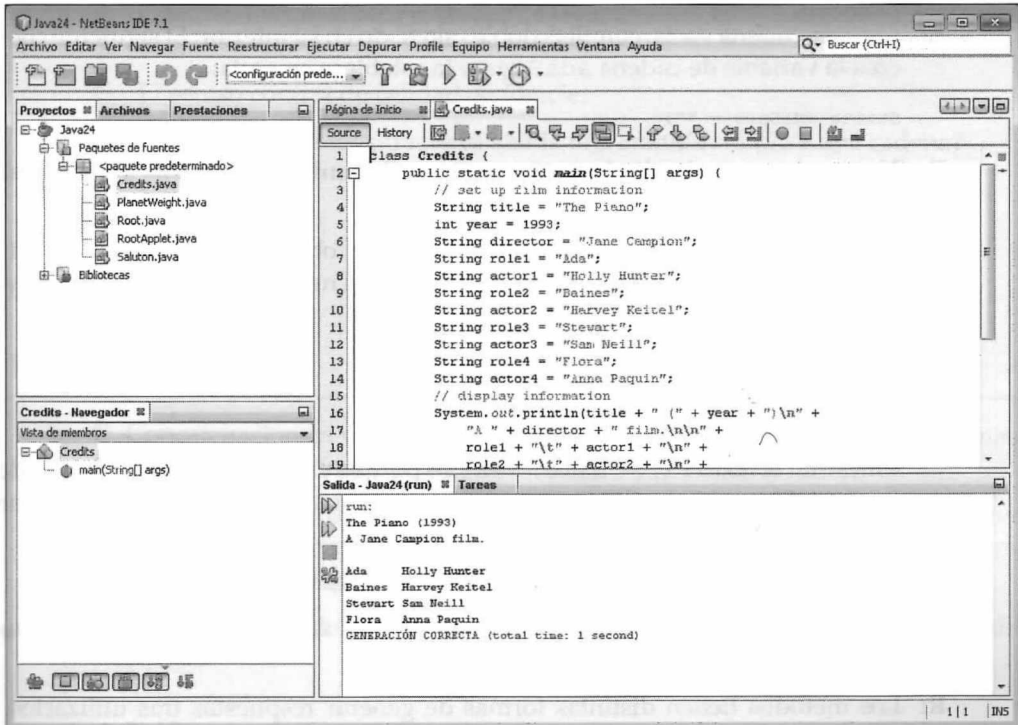 Java24 - NetBeans IDE 7.1
Archivo Editar Ver Navegar Fuente Reestructurar Ejecutar Depurar Profile Equipo Herramientas Ventana Ayuda
Buscar (Ctrl+I)
<configuración prede...
Proyectos Archivos Prestaciones
Java24
Paquetes de fuentes
<paquete predeterminado>
Credits.java
PlanetWeight.java
Root.java
RootApplet.java
Saluton.java
Bibliotecas
Credits - Navegador
Vista de miembros
Credits
main(String[] args)
Página de Inicio Credits.java
Source History
1 class Credits {
2 public static void main(String[] args) {
3 // set up film information
4 String title = "The Piano";
5 int year = 1993;
6 String director = "Jane Campion";
7 String role1 = "Ada";
8 String actor1 = "Holly Hunter";
9 String role2 = "Baines";
10 String actor2 = "Harvey Keitel";
11 String role3 = "Stewart";
12 String actor3 = "Sam Neill";
13 String role4 = "Flora";
14 String actor4 = "Anna Paquin";
15 // display information
16 System.out.println(title + " (" + year + ")\n" +
17 "A " + director + " film.\n\n" +
18 role1 + "\t" + actor1 + "\n" +
19 role2 + "\t" + actor2 + "\n" +
Salida - Java24 (run) Tareas
run:
The Piano (1993)
A Jane Campion film.
Ada Holly Hunter
Baines Harvey Keitel
Stewart Sam Neill
Flora Anna Paquin
GENERACIÓN CORRECTA (total time: 1 second)
1|1 INS